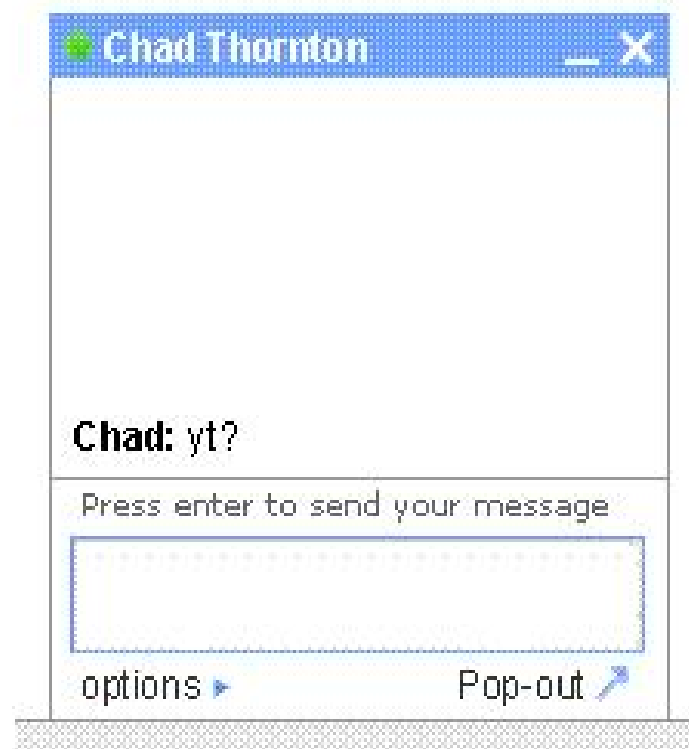 Chad Thornton
Chad: yt?
Press enter to send your message
options
Pop-out